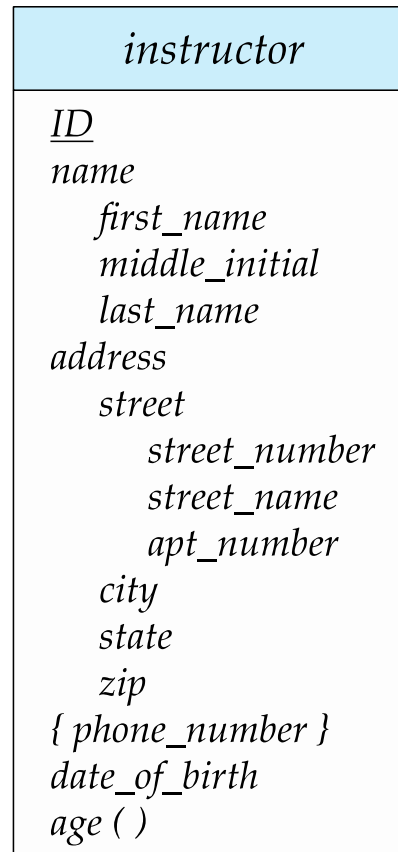 instructor
ID
name
first_name
middle_initial
last_name
address
street
street_number
street_name
apt_number
city
state
zip
{ phone_number }
date_of_birth
age ( )